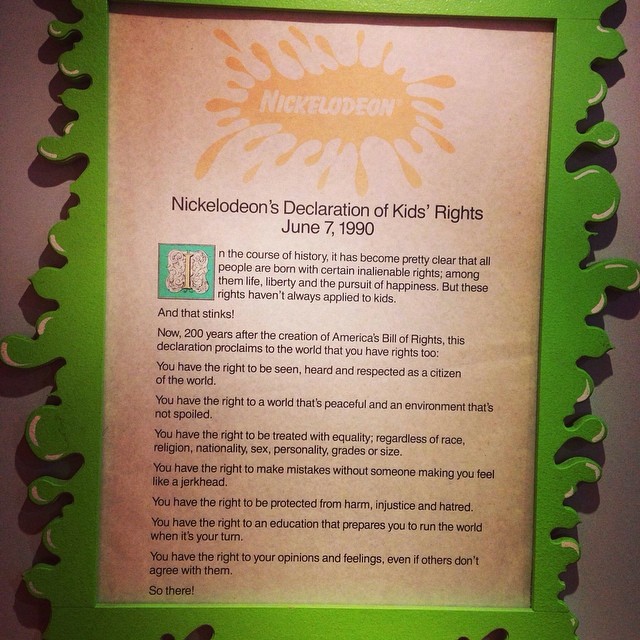 NICKELODEON®
Nickelodeon's Declaration of Kids' Rights
June 7, 1990
In the course of history, it has become pretty clear that all
people are born with certain inalienable rights; among
them life, liberty and the pursuit of happiness. But these
rights haven't always applied to kids.
And that stinks!
Now, 200 years after the creation of America's Bill of Rights, this
declaration proclaims to the world that you have rights too:
You have the right to be seen, heard and respected as a citizen
of the world.
You have the right to a world that's peaceful and an environment that's
not spoiled.
You have the right to be treated with equality; regardless of race,
religion, nationality, sex, personality, grades or size.
You have the right to make mistakes without someone making you feel
like a jerkhead.
You have the right to be protected from harm, injustice and hatred.
You have the right to an education that prepares you to run the world
when it's your turn.
You have the right to your opinions and feelings, even if others don't
agree with them.
So there!